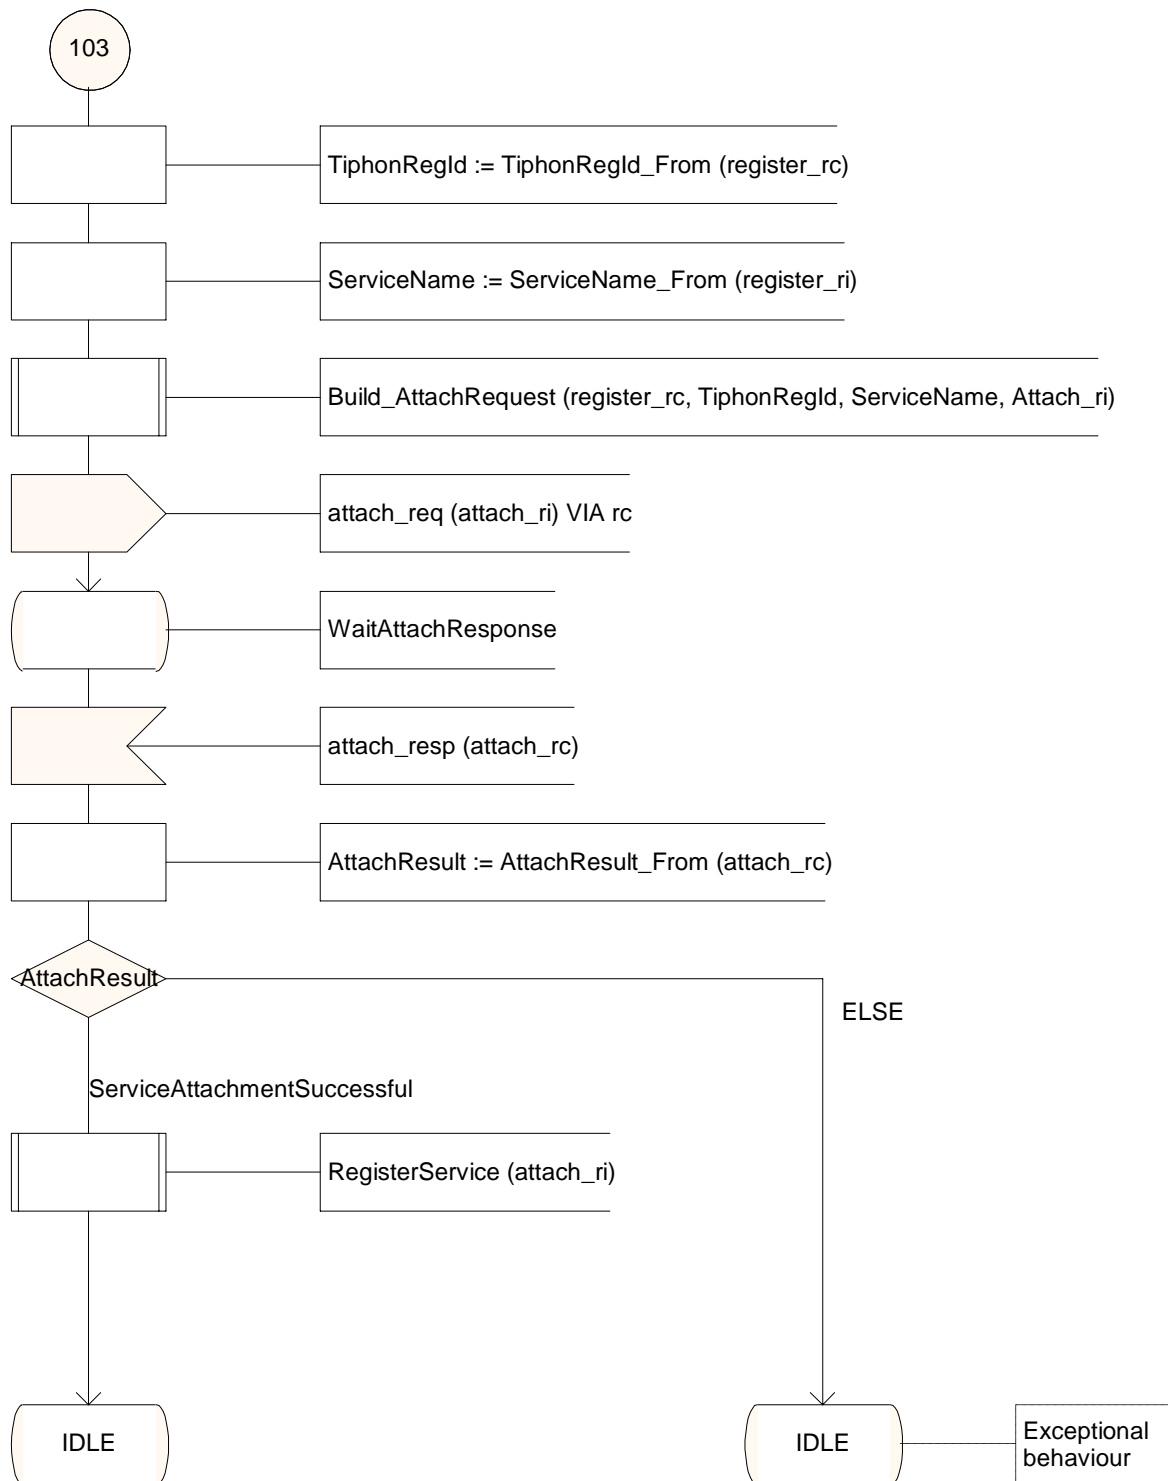 103
TiphonRegId := TiphonRegId_From (register_rc)
ServiceName := ServiceName_From (register_ri)
Build_AttachRequest (register_rc, TiphonRegId, ServiceName, Attach_ri)
attach_req (attach_ri) VIA rc
WaitAttachResponse
attach_resp (attach_rc)
AttachResult := AttachResult_From (attach_rc)
AttachResult
ELSE
ServiceAttachmentSuccessful
RegisterService (attach_ri)
IDLE
IDLE
Exceptional
behaviour